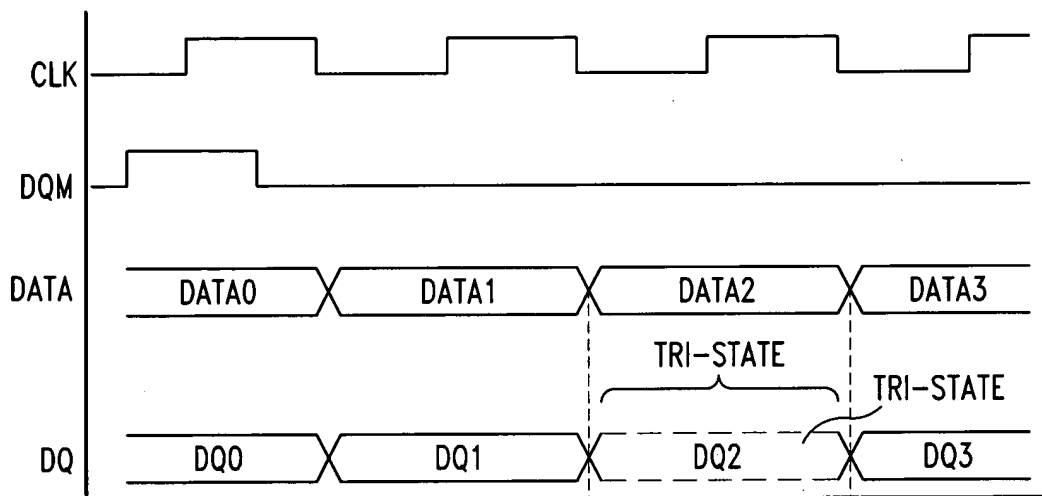 CLK
DQM
DATA DATA0 DATA1 DATA2 DATA3
TRI-STATE
TRI-STATE
DQ DQ0 DQ1 DQ2 DQ3